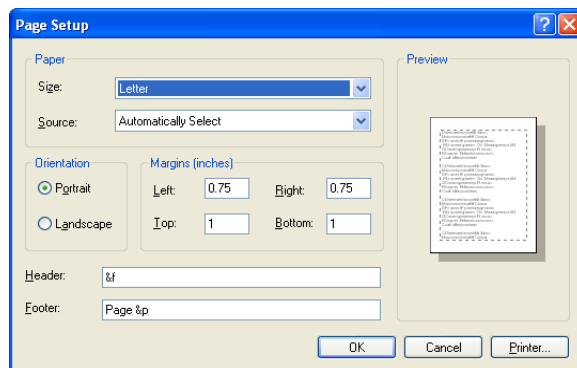 Page Setup
Paper
Size:
Letter
Source:
Automatically Select
Orientation
Portrait
Landscape
Margins (inches)
Left:
0.75
Right:
0.75
Top:
1
Bottom:
1
Header:
&f
Footer:
Page &p
Preview
OK
Cancel
Printer...